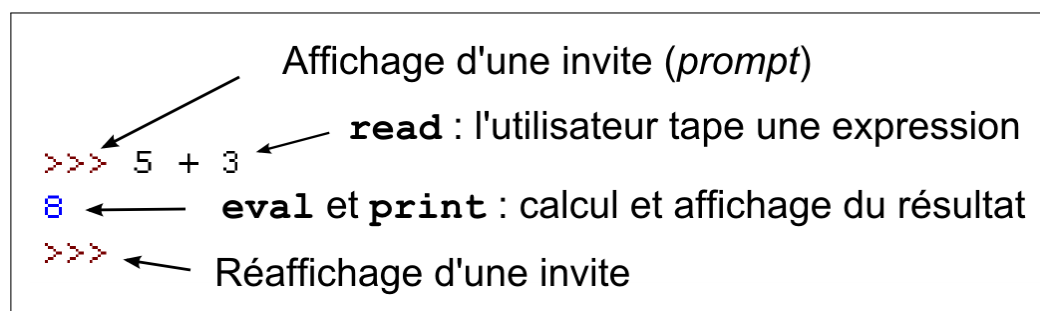 Affichage d'une invite (prompt)
read : l'utilisateur tape une expression
>>> 5 + 3
8
eval et print : calcul et affichage du résultat
>>>
Réaffichage d'une invite